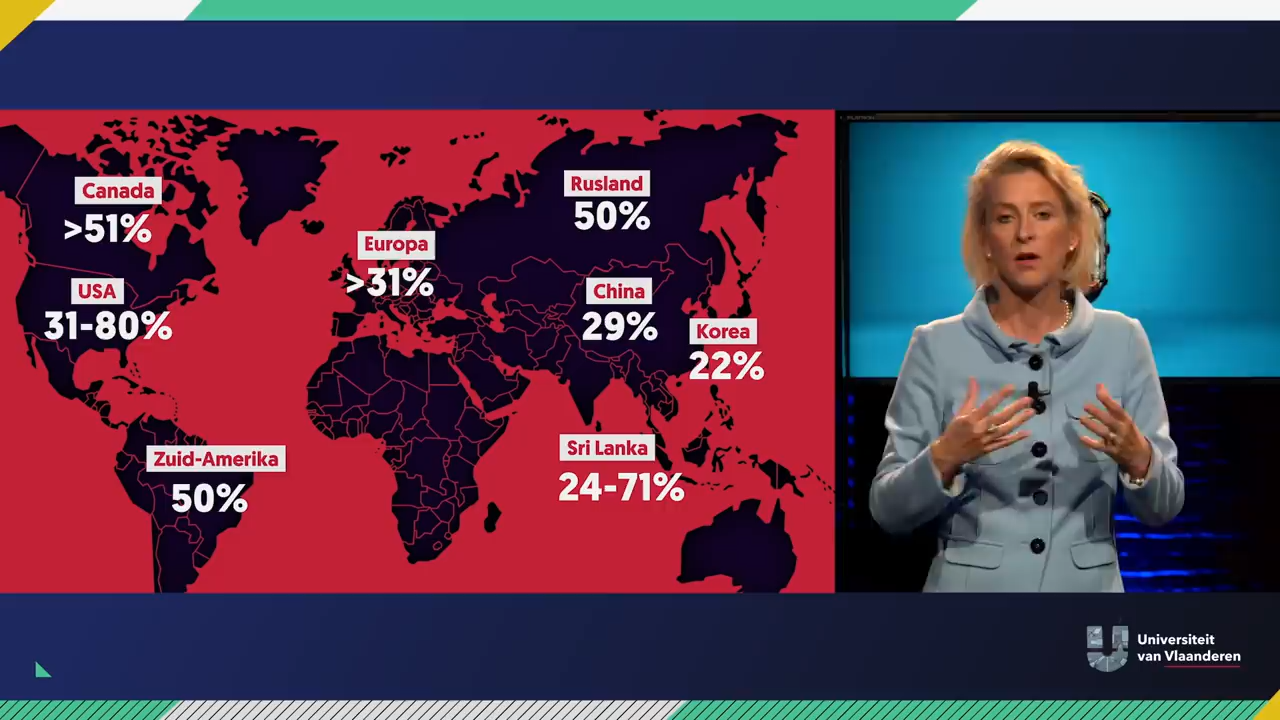 Canada
>51%
USA
31-80%
Zuid-Amerika
50%
Europa
>31%
Rusland
50%
China
29%
Korea
22%
Sri Lanka
24-71%
Universiteit
van Vlaanderen